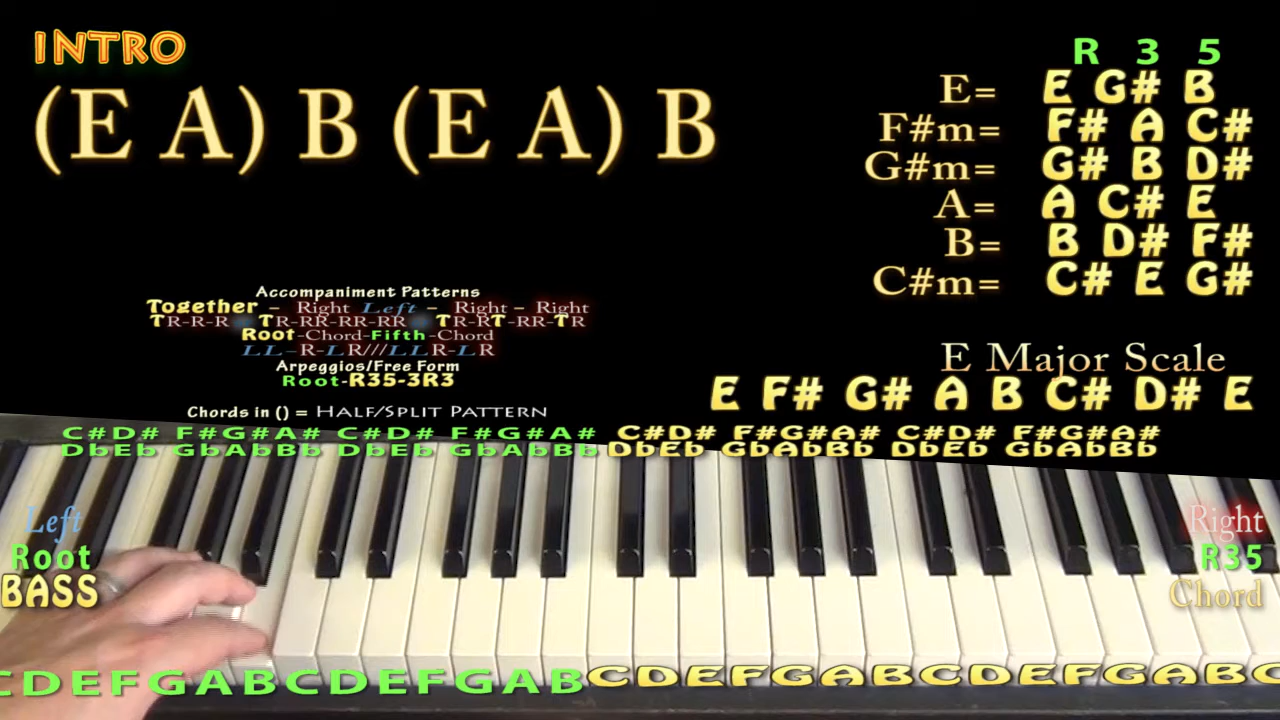 INTRO
(E A) B (E A) B
R 3 5
E= E G# B
F#m= F# A C#
G#m= G# B D#
A= A C# E
B= B D# F#
C#m= C# E G#
Accompaniment Patterns
Together – Right Left – Right – Right
TR-R-R TR-RR-RR-RR TR-RT-RR-TR
Root-Chord-Fifth-Chord
LL-R-LR///LLR-LR
Arpeggios/Free Form
Root-R35-3R3
E Major Scale
E F# G# A B C# D# E
Chords in () = Half/Split Pattern
C#D# F#G#A# C#D# F#G#A# C#D# F#G#A# C#D# F#G#A#
DbEb GbAbBb DbEb GbAbBb DbEb GbAbBb DbEb GbAbBb
Left
Root
BASS
Right
R35
Chord
CDEFGABCDEFGABCDEFGABCDEFGABC